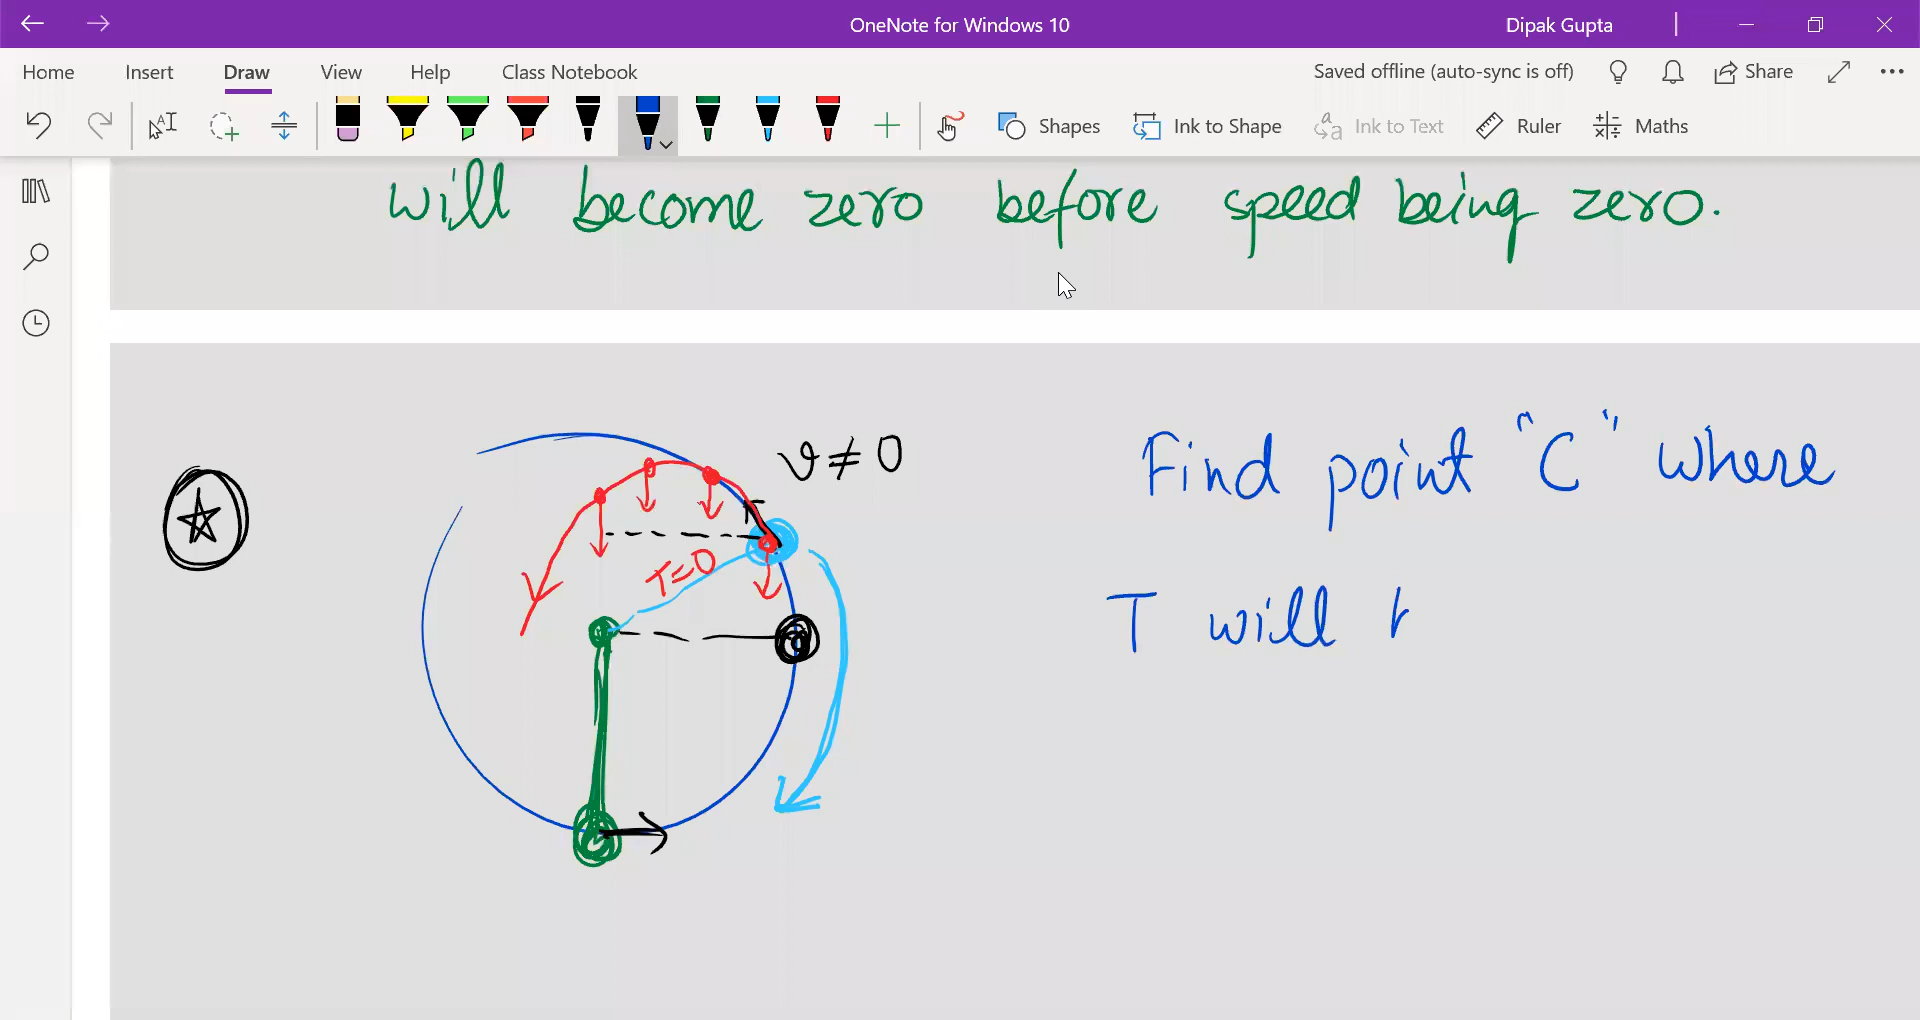 OneNote for Windows 10
Dipak Gupta
Home Insert Draw View Help Class Notebook
Saved offline (auto-sync is off) Share
Shapes Ink to Shape Ink to Text Ruler Maths
will become zero before speed being zero.
v ≠ 0
Find point "C" where
T=0
T will